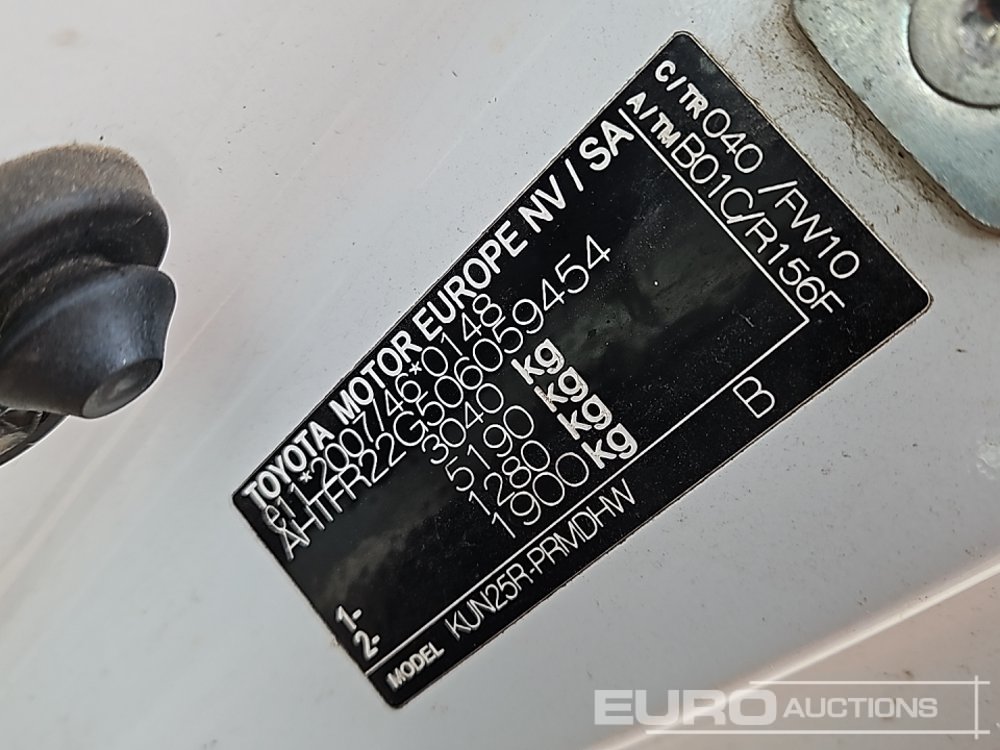 TOYOTA MOTOR EUROPE NV / SA
e11*2007/46*0148
AHTFR22G506059454
3040 kg
5190 kg
1- 1280 kg
2- 1900 kg
MODEL KUN25R-PRMDHW
C/TR 040 /FW10
A/TM B01C/R156F
B
EURO AUCTIONS